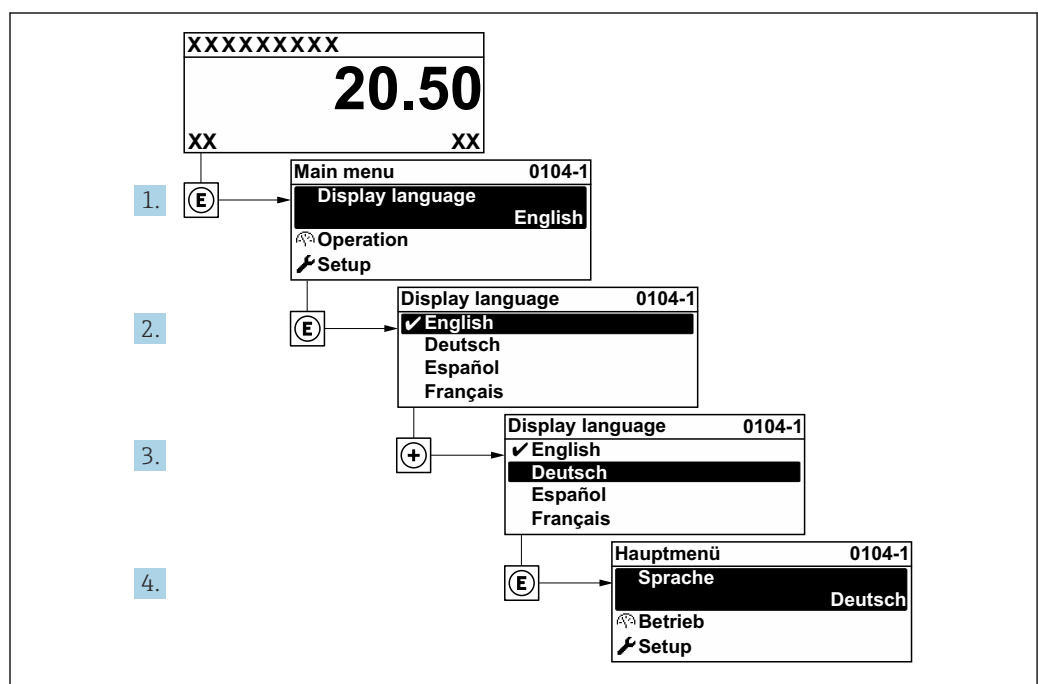 XXXXXXXXX
20.50
XX XX
1. E
Main menu 0104-1
Display language
English
Operation
Setup
2. E
Display language 0104-1
✔English
Deutsch
Español
Français
3. +
Display language 0104-1
✔English
Deutsch
Español
Français
4. E
Hauptmenü 0104-1
Sprache
Deutsch
Betrieb
Setup